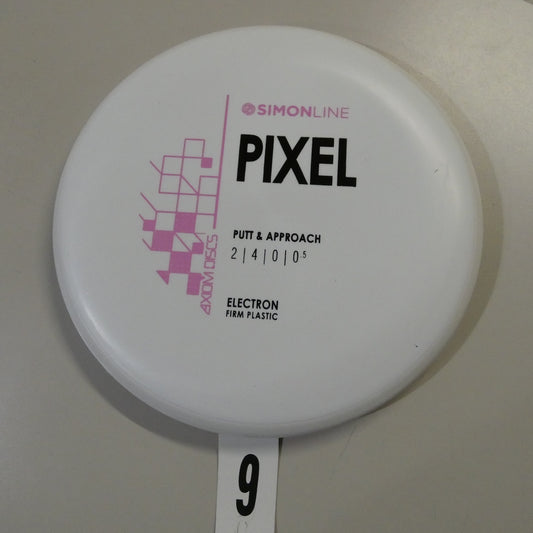 SIMONLINE
PIXEL
PUTT & APPROACH
2|4|0|0.5
ELECTRON
FIRM PLASTIC
AXIOM DISCS
9